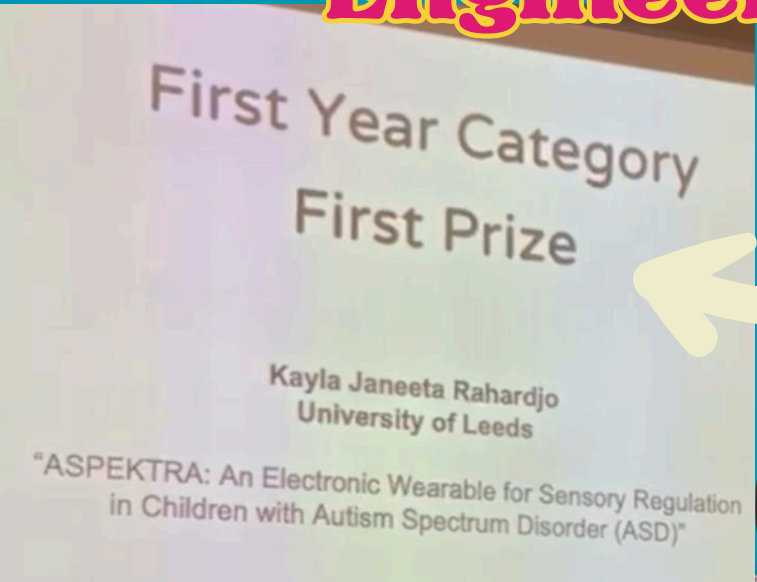 First Year Category
First Prize
Kayla Janeeta Rahardjo
University of Leeds
“ASPEKTRA: An Electronic Wearable for Sensory Regulation
in Children with Autism Spectrum Disorder (ASD)”